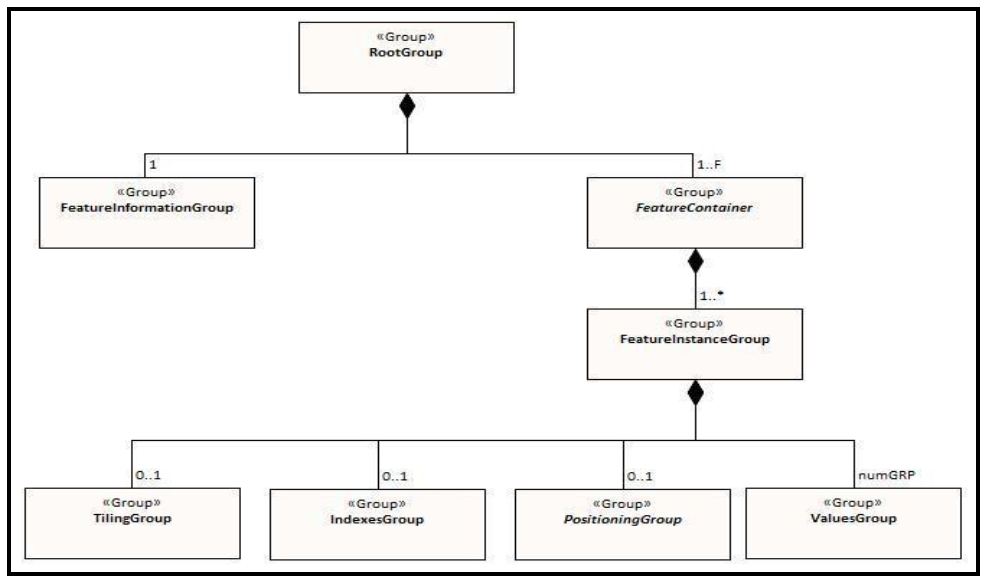 «Group»
RootGroup
1
1..F
«Group»
FeatureInformationGroup
«Group»
FeatureContainer
1..*
«Group»
FeatureInstanceGroup
0..1
0..1
0..1
numGRP
«Group»
TilingGroup
«Group»
IndexesGroup
«Group»
PositioningGroup
«Group»
ValuesGroup